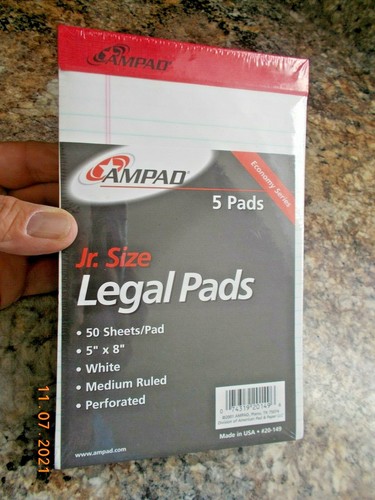 AMPAD
AMPAD
Economy Series
5 Pads
Jr. Size
Legal Pads
• 50 Sheets/Pad
• 5" x 8"
• White
• Medium Ruled
• Perforated
Made in USA • #20-149
www.ampad.com
11 07 2021